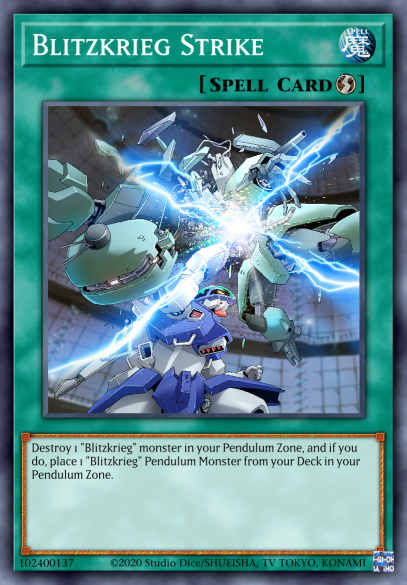 Blitzkrieg Strike
SPELL
魔
[Spell Card]
Destroy 1 "Blitzkrieg" monster in your Pendulum Zone, and if you
do, place 1 "Blitzkrieg" Pendulum Monster from your Deck in your
Pendulum Zone.
102400137
©2020 Studio Dice/SHUEISHA, TV TOKYO, KONAMI